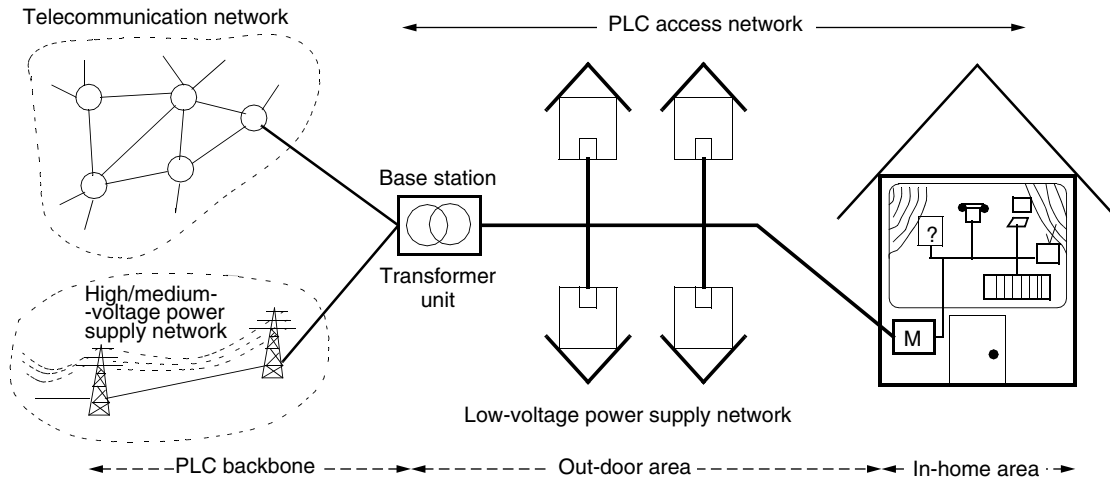 Telecommunication network
PLC access network
Base station
Transformer
unit
High/medium-
-voltage power
supply network
?
M
Low-voltage power supply network
PLC backbone
Out-door area
In-home area